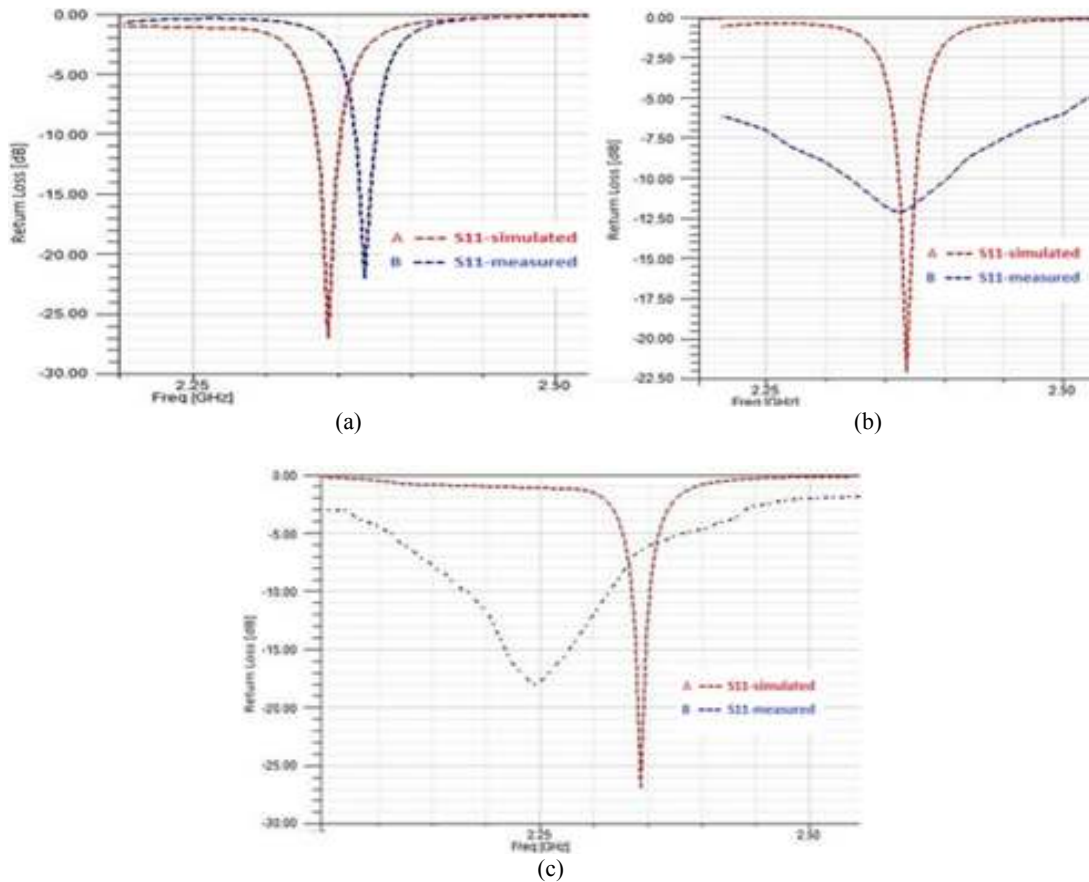 0.00
-5.00
-10.00
-15.00
-20.00
-25.00
-30.00
Return Loss [dB]
A S11-simulated
B S11-measured
2.25
2.50
Freq [GHz]
(a)
0.00
-2.50
-5.00
-7.50
-10.00
-12.50
-15.00
-17.50
-20.00
-22.50
Return Loss [dB]
A S11-simulated
B S11-measured
2.25
2.50
Freq [GHz]
(b)
0.00
-5.00
-10.00
-15.00
-20.00
-25.00
-30.00
Return Loss [dB]
A S11-simulated
B S11-measured
2.25
2.50
Freq [GHz]
(c)